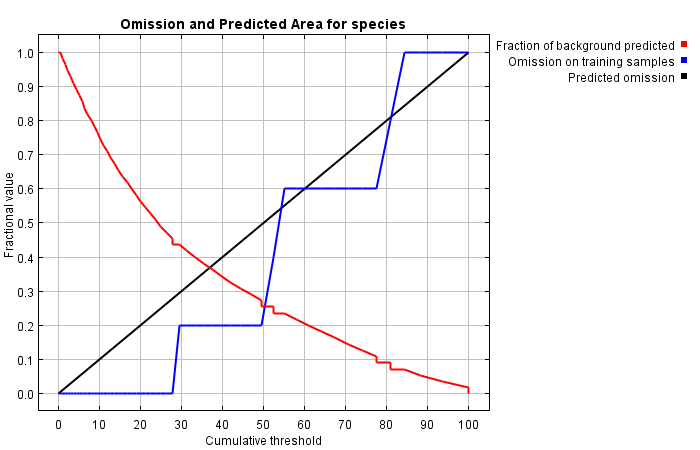 Omission and Predicted Area for species
Fraction of background predicted
Omission on training samples
Predicted omission
1.0
0.9
0.8
0.7
0.6
0.5
0.4
0.3
0.2
0.1
0.0
Fractional value
0 10 20 30 40 50 60 70 80 90 100
Cumulative threshold